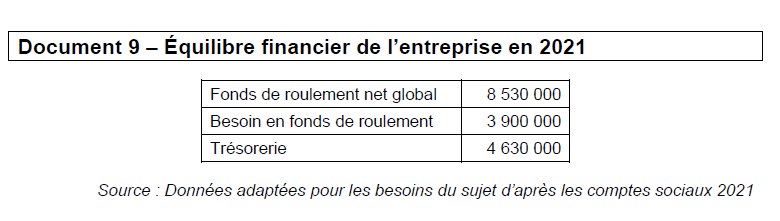 Document 9 – Équilibre financier de l'entreprise en 2021
Fonds de roulement net global 8 530 000
Besoin en fonds de roulement 3 900 000
Trésorerie 4 630 000
Source : Données adaptées pour les besoins du sujet d'après les comptes sociaux 2021